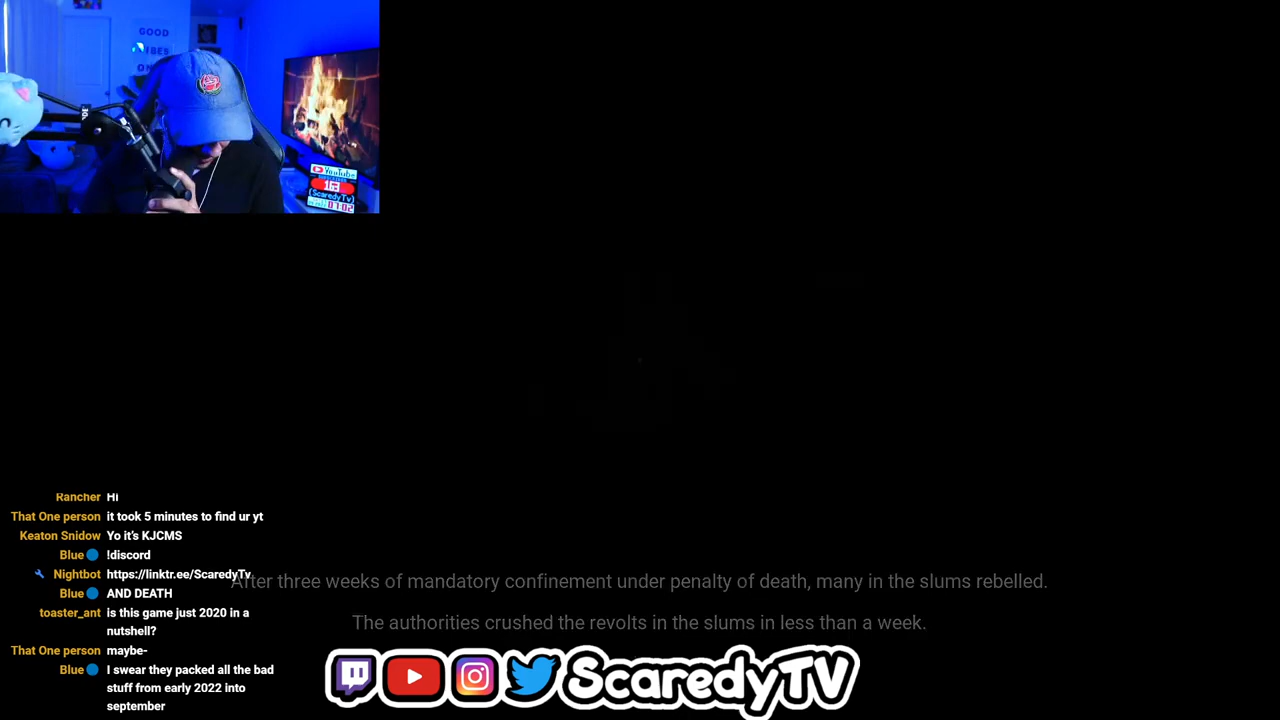 GOOD
VIBES
ON
YouTube
163
(ScaredyTv)
Rancher Hi
That One person it took 5 minutes to find ur yt
Keaton Snidow Yo it's KJCMS
Blue !discord
Nightbot https://linktr.ee/ScaredyTv
Blue AND DEATH
toaster_ant is this game just 2020 in a
nutshell?
That One person maybe-
Blue I swear they packed all the bad
stuff from early 2022 into
september
After three weeks of mandatory confinement under penalty of death, many in the slums rebelled.
The authorities crushed the revolts in the slums in less than a week.
ScaredyTV